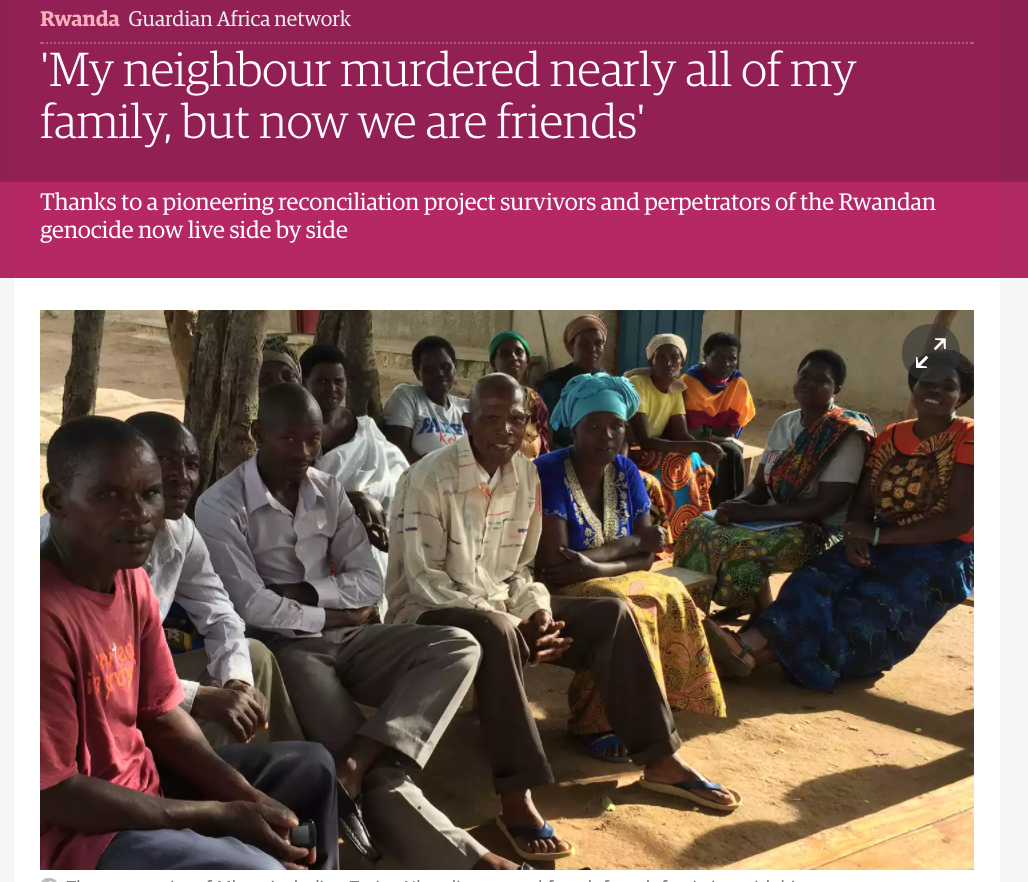 Rwanda Guardian Africa network
'My neighbour murdered nearly all of my
family, but now we are friends'
Thanks to a pioneering reconciliation project survivors and perpetrators of the Rwandan
genocide now live side by side